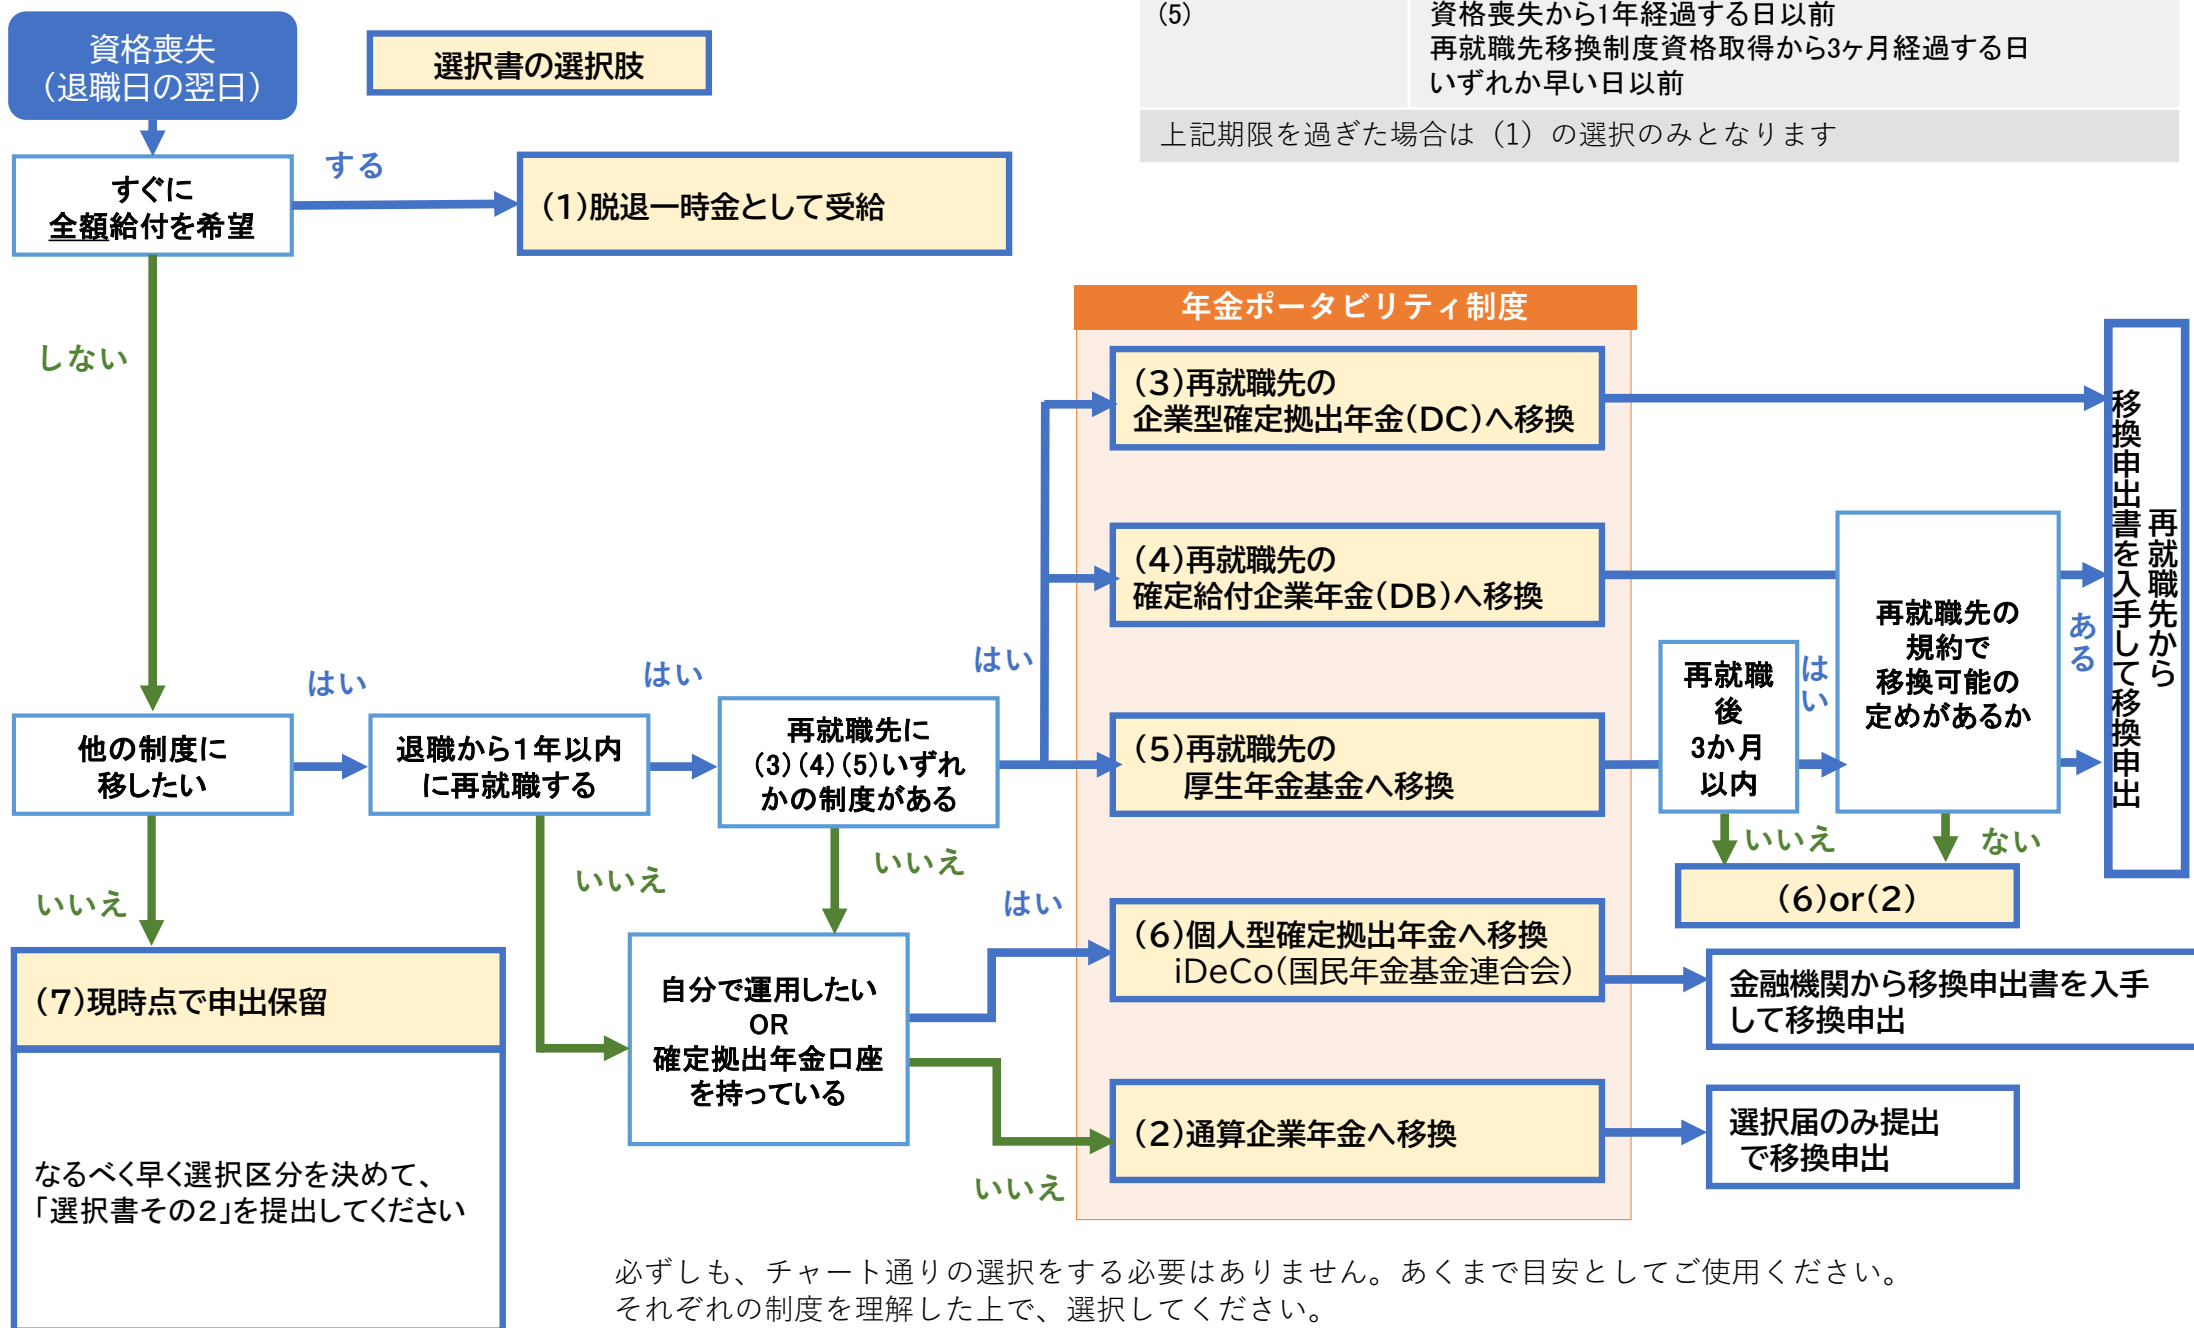 資格喪失
（退職日の翌日）
選択書の選択肢
(5)
資格喪失から1年経過する日以前
再就職先移換制度資格取得から3ヶ月経過する日
いずれか早い日以前
上記期限を過ぎた場合は（1）の選択のみとなります
すぐに
全額給付を希望
する
(1)脱退一時金として受給
しない
年金ポータビリティ制度
(3)再就職先の
企業型確定拠出年金(DC)へ移換
(4)再就職先の
確定給付企業年金(DB)へ移換
(5)再就職先の
厚生年金基金へ移換
再就職
後
3か月
以内
はい
いいえ
再就職先の
規約で
移換可能の
定めがあるか
ある
ない
再就職先から
移換申出書を入手して移換申出
(6)or(2)
他の制度に
移したい
はい
いいえ
退職から1年以内
に再就職する
はい
いいえ
再就職先に
(3)(4)(5)いずれ
かの制度がある
はい
いいえ
(7)現時点で申出保留
なるべく早く選択区分を決めて、
「選択書その2」を提出してください
自分で運用したい
OR
確定拠出年金口座
を持っている
はい
いいえ
(6)個人型確定拠出年金へ移換
iDeCo(国民年金基金連合会)
金融機関から移換申出書を入手
して移換申出
(2)通算企業年金へ移換
選択届のみ提出
で移換申出
必ずしも、チャート通りの選択をする必要はありません。あくまで目安としてご使用ください。
それぞれの制度を理解した上で、選択してください。